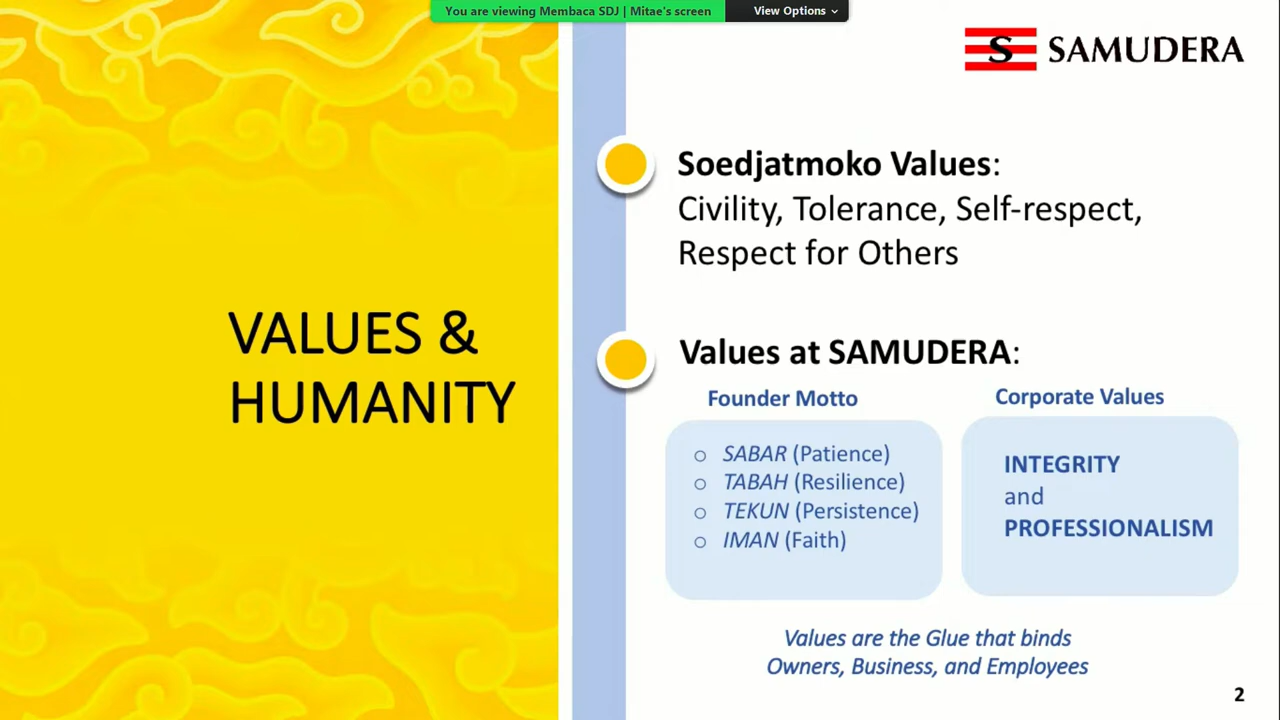 You are viewing Membaca SDJ | Mitae's screen
View Options
S SAMUDERA
VALUES &
HUMANITY
Soedjatmoko Values:
Civility, Tolerance, Self-respect,
Respect for Others
Values at SAMUDERA:
Founder Motto
o SABAR (Patience)
o TABAH (Resilience)
o TEKUN (Persistence)
o IMAN (Faith)
Corporate Values
INTEGRITY
and
PROFESSIONALISM
Values are the Glue that binds
Owners, Business, and Employees
2